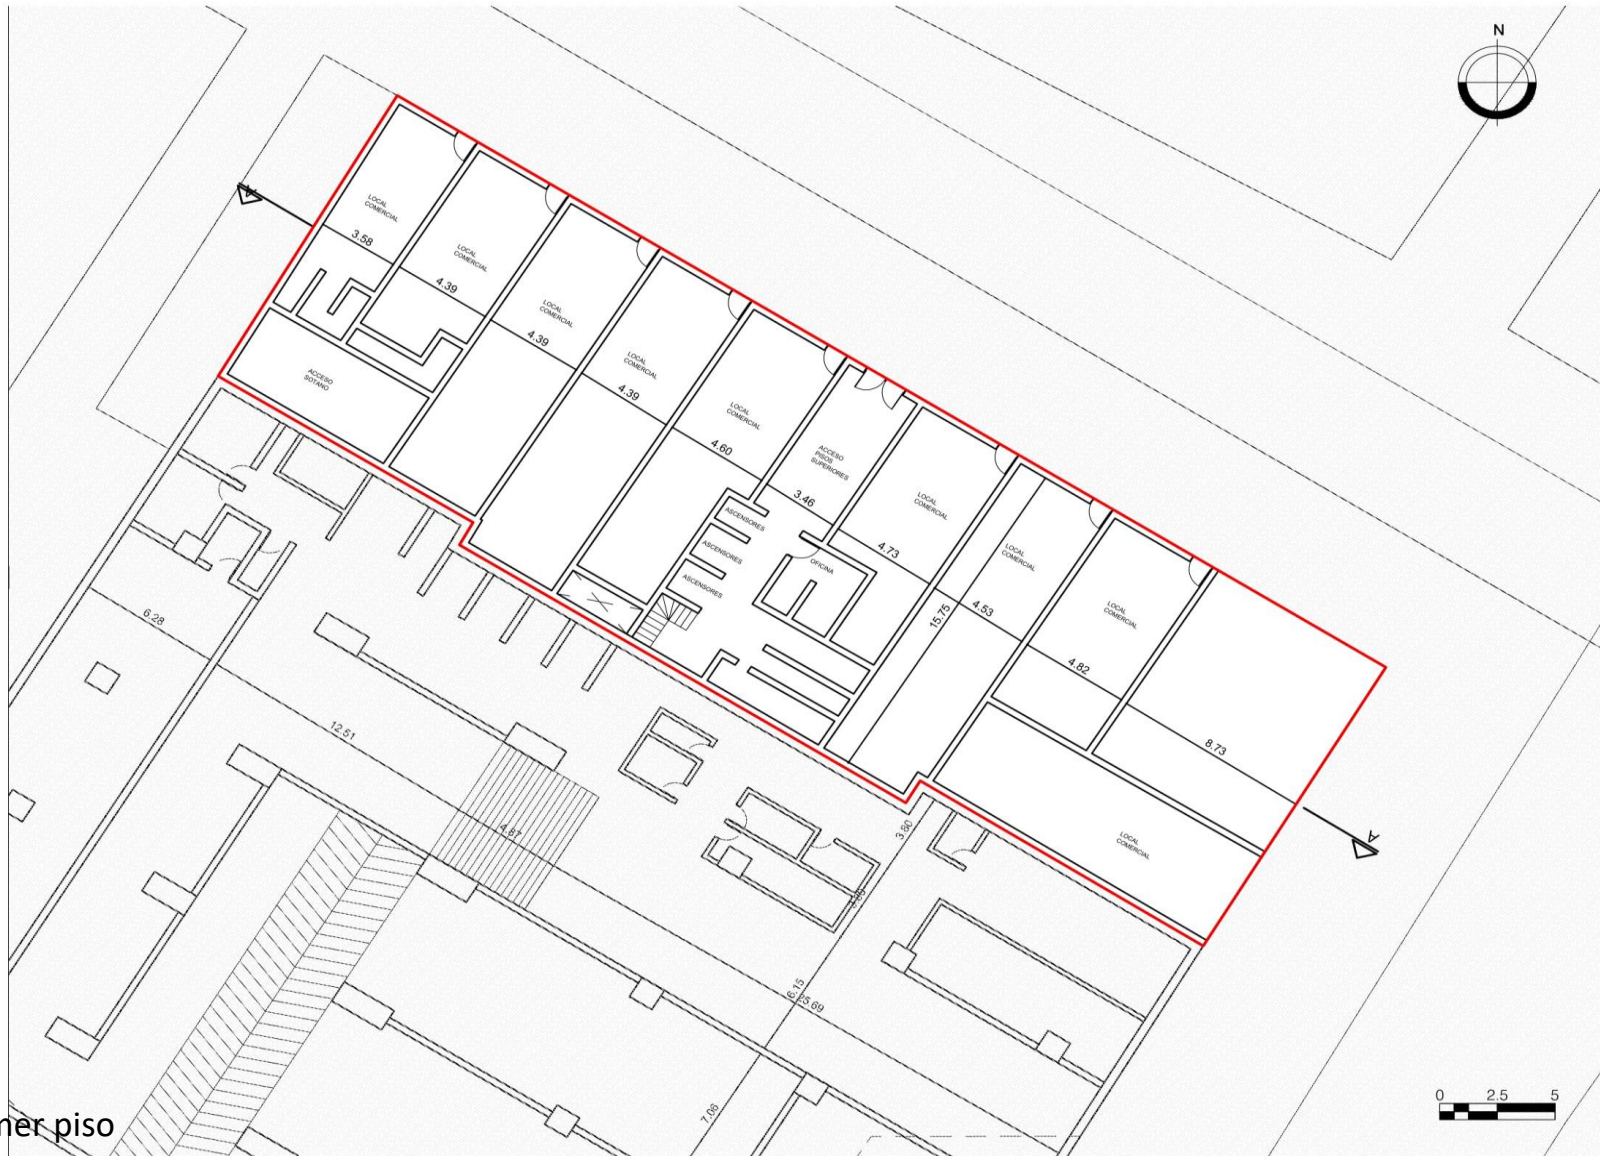 N
A
LOCAL
COMERCIAL
3.58
LOCAL
COMERCIAL
4.39
LOCAL
COMERCIAL
4.39
LOCAL
COMERCIAL
4.39
LOCAL
COMERCIAL
4.60
ACCESO
PISOS
SUPERIORES
3.46
ACCESO
SOTANO
ASCENSORES
ASCENSORES
ASCENSORES
OFICINA
LOCAL
COMERCIAL
4.73
LOCAL
COMERCIAL
15.75
4.53
LOCAL
COMERCIAL
4.82
8.73
A
LOCAL
COMERCIAL
6.28
12.51
4.87
3.80
6.15
25.69
7.06
0 2.5 5
ner piso